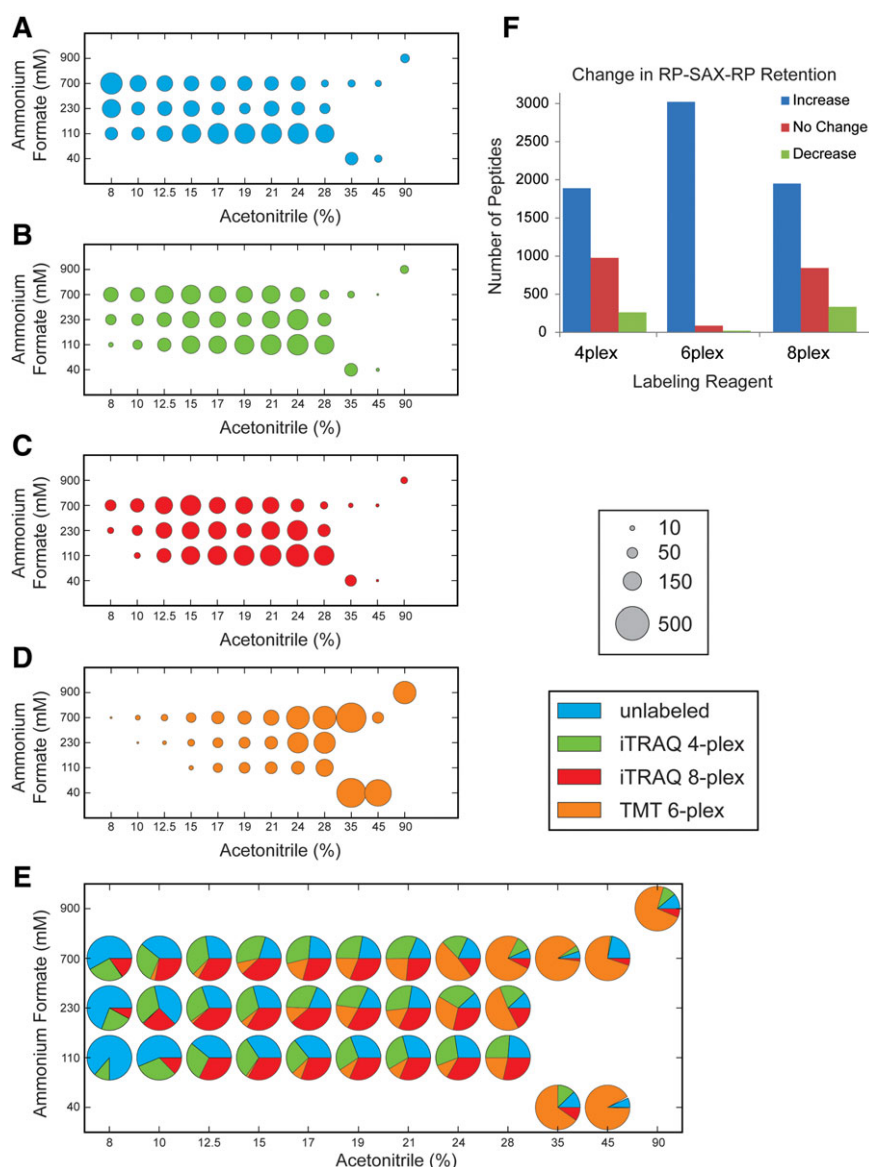 A
Ammonium
Formate (mM)
900
700
230
110
40
8 10 12.5 15 17 19 21 24 28 35 45 90
Acetonitrile (%)
B
Ammonium
Formate (mM)
900
700
230
110
40
8 10 12.5 15 17 19 21 24 28 35 45 90
Acetonitrile (%)
C
Ammonium
Formate (mM)
900
700
230
110
40
8 10 12.5 15 17 19 21 24 28 35 45 90
Acetonitrile (%)
D
Ammonium
Formate (mM)
900
700
230
110
40
8 10 12.5 15 17 19 21 24 28 35 45 90
Acetonitrile (%)
E
Ammonium Formate (mM)
900
700
230
110
40
8 10 12.5 15 17 19 21 24 28 35 45 90
Acetonitrile (%)
F
Change in RP-SAX-RP Retention
Number of Peptides
3000
2500
2000
1500
1000
500
0
Increase
No Change
Decrease
4plex 6plex 8plex
Labeling Reagent
10
50
150
500
unlabeled
iTRAQ 4-plex
iTRAQ 8-plex
TMT 6-plex